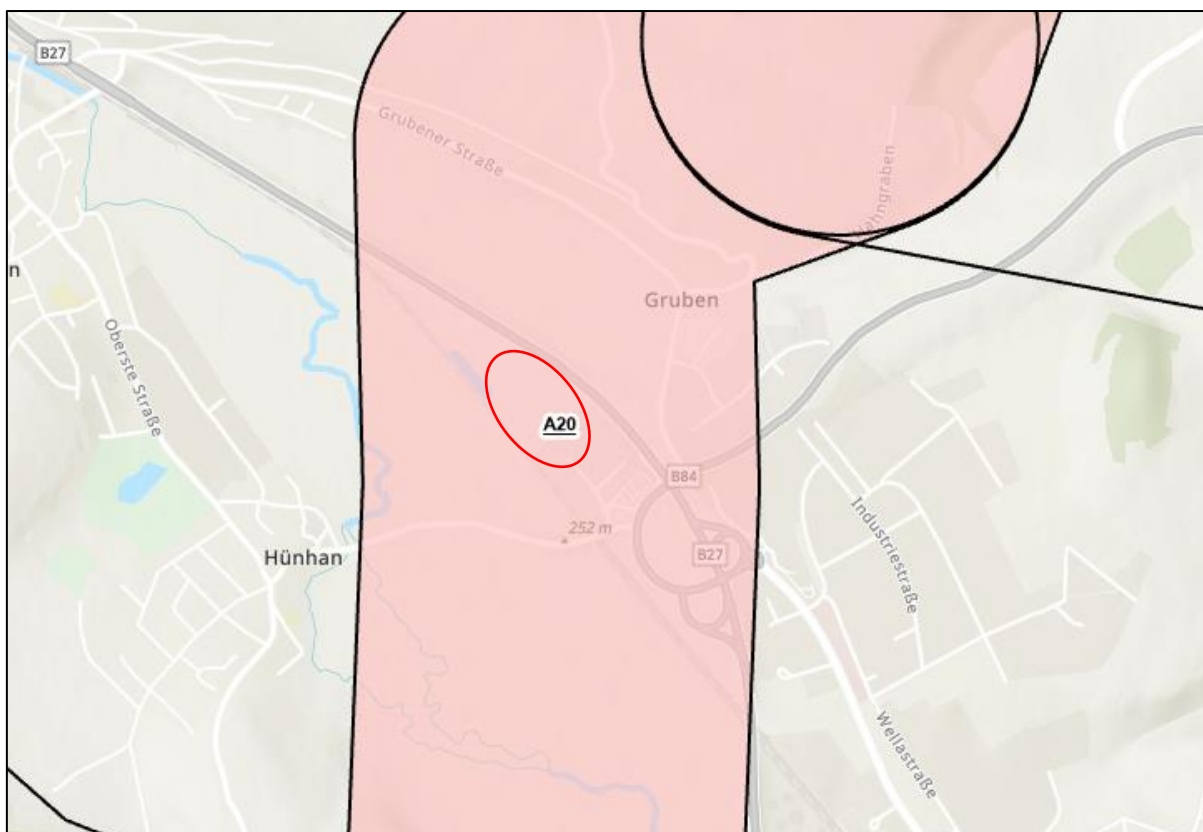 B27
Grubener Straße
Gruben
n
Oberste Straße
A20
B84
Industriestraße
252 m
Hünhan
B27
Wellastraße